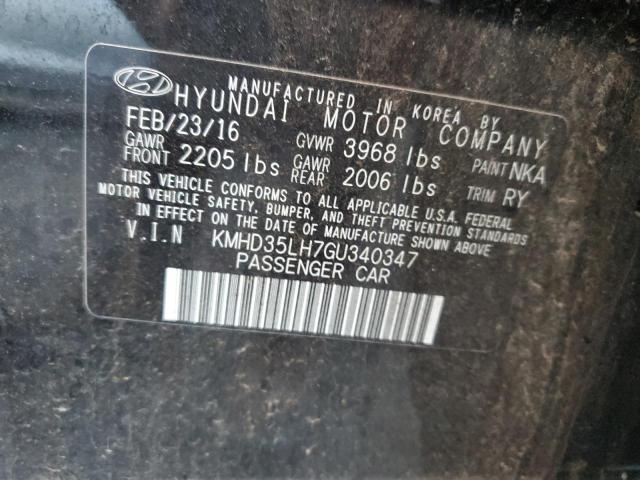 MANUFACTURED IN KOREA BY
HYUNDAI MOTOR COMPANY
FEB/23/16 GVWR 3968 lbs PAINT NKA
GAWR FRONT 2205 lbs GAWR REAR 2006 lbs TRIM RY
THIS VEHICLE CONFORMS TO ALL APPLICABLE U.S.A. FEDERAL
MOTOR VEHICLE SAFETY, BUMPER, AND THEFT PREVENTION STANDARDS
IN EFFECT ON THE DATE OF MANUFACTURE SHOWN ABOVE
V.I.N KMHD35LH7GU340347
PASSENGER CAR